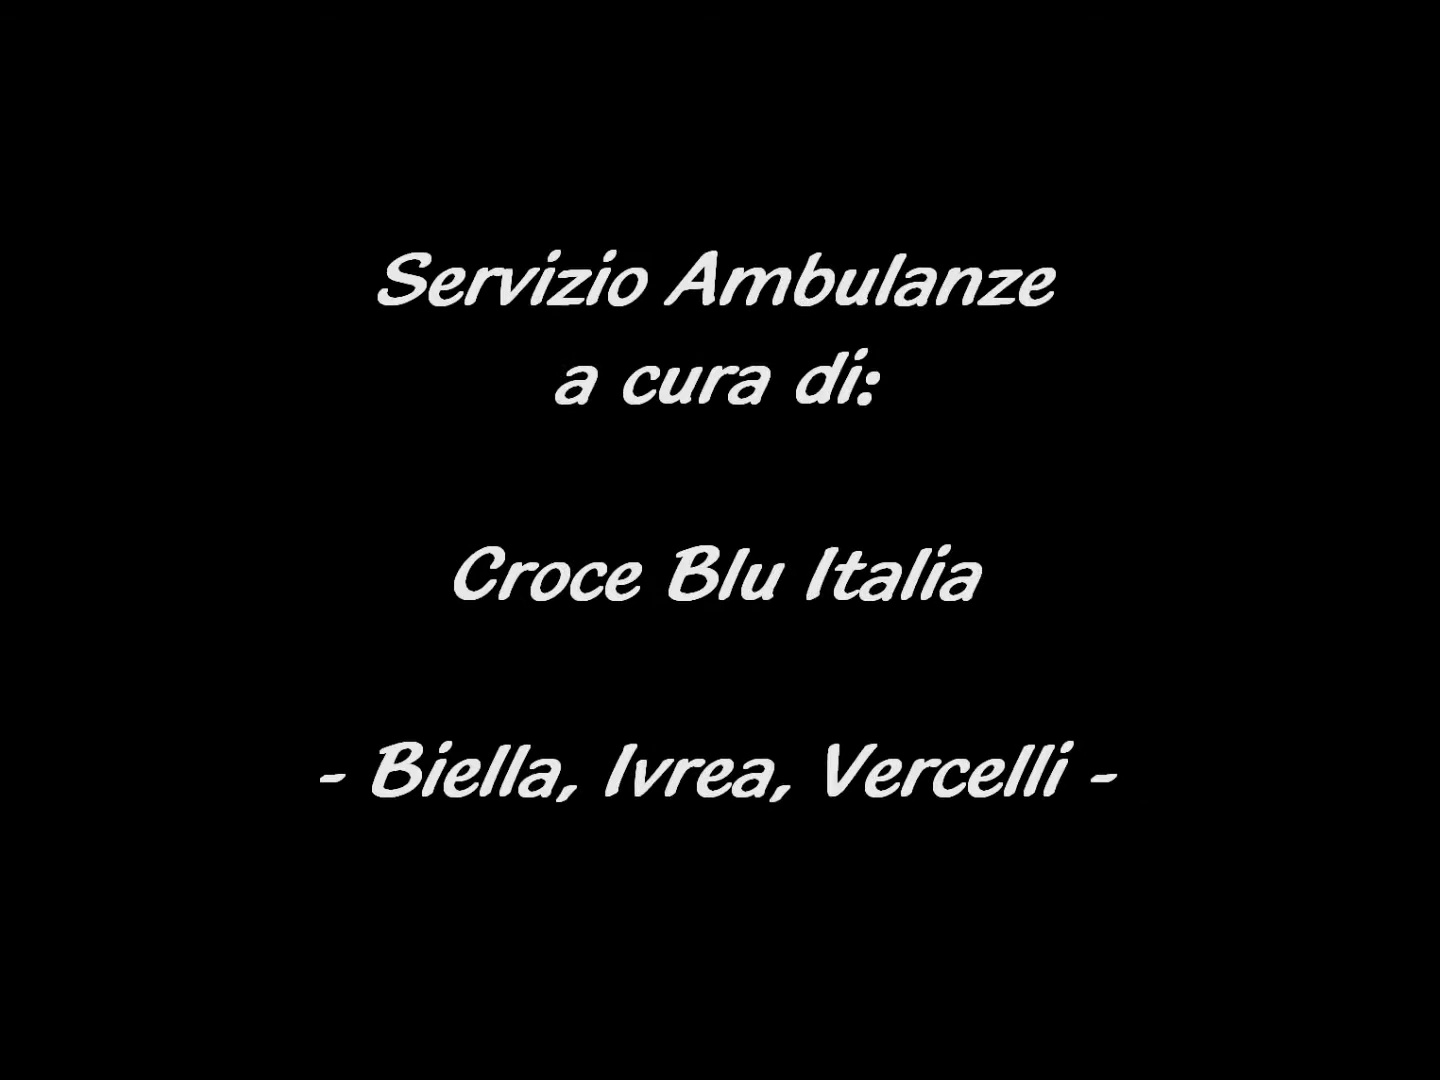 Servizio Ambulanze
a cura di:
Croce Blu Italia
- Biella, Ivrea, Vercelli -